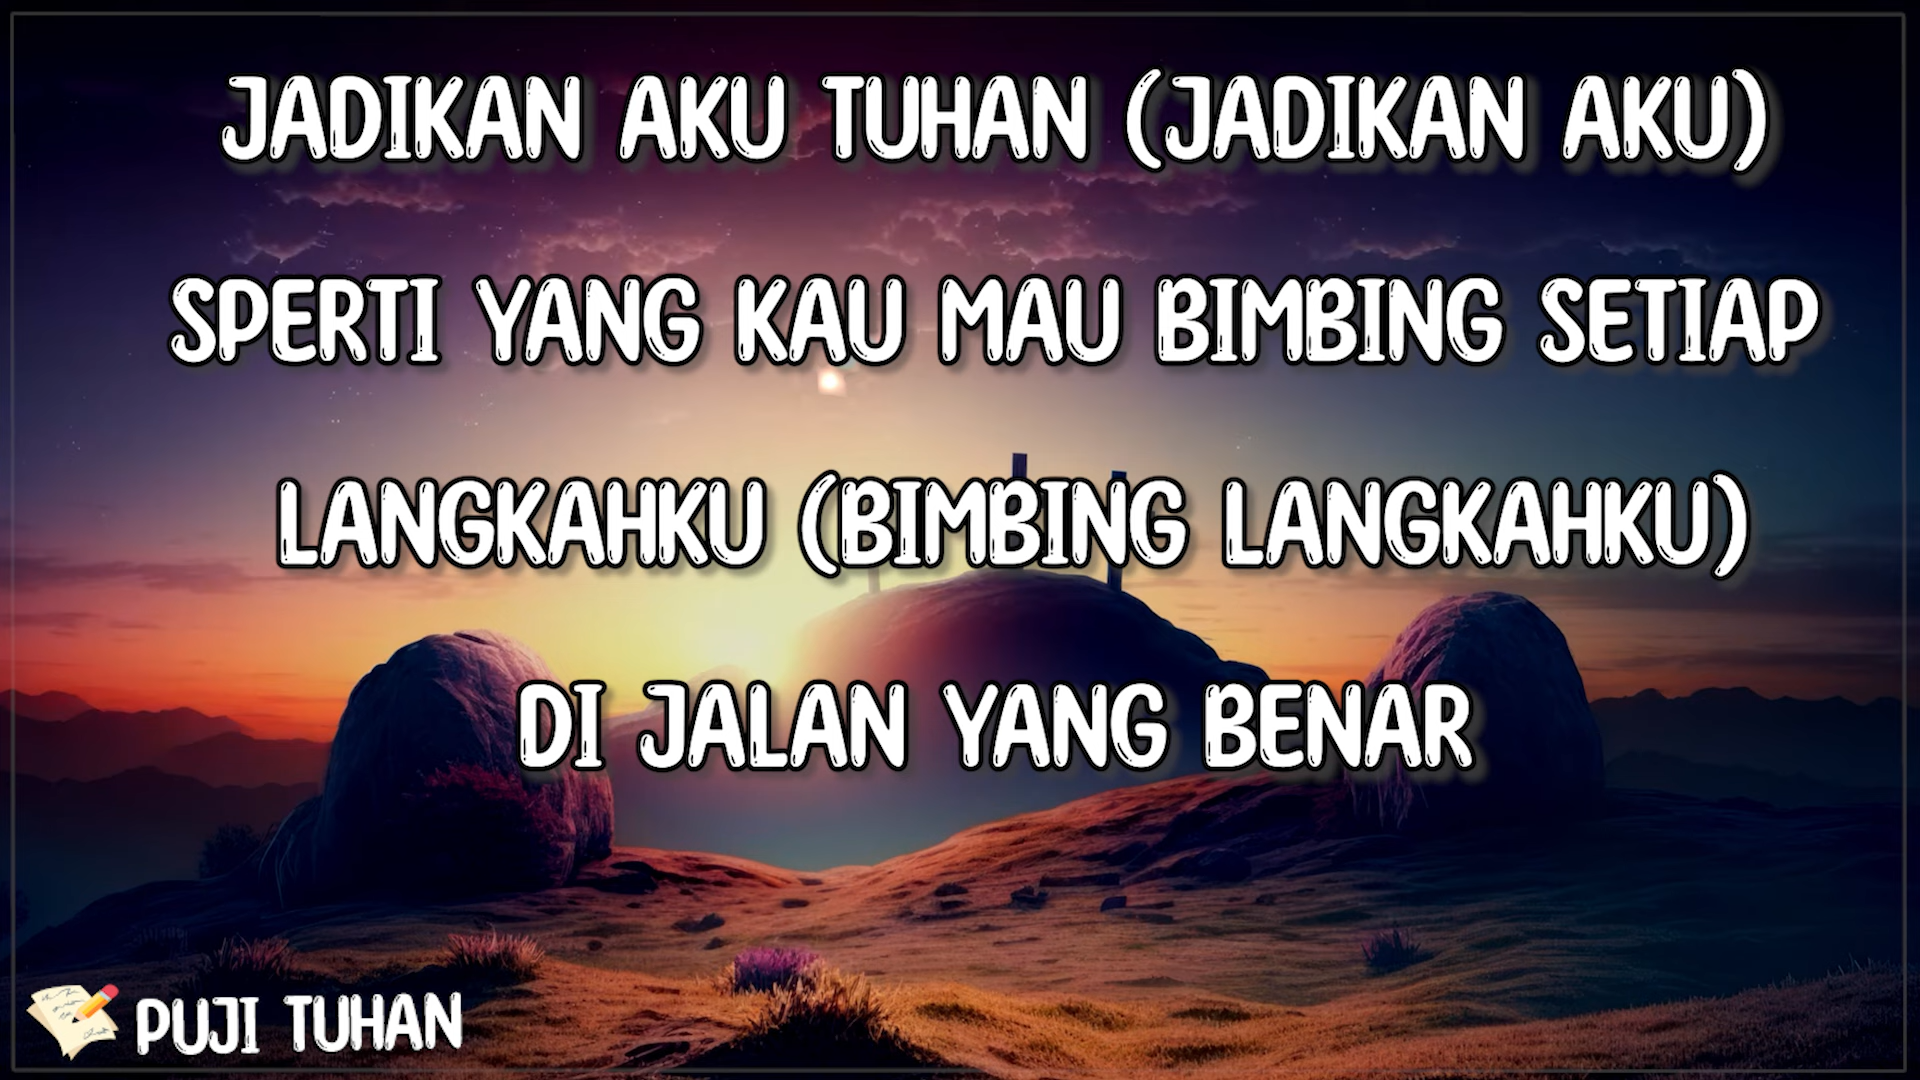 JADIKAN AKU TUHAN (JADIKAN AKU)
SPERTI YANG KAU MAU BIMBING SETIAP
LANGKAHKU (BIMBING LANGKAHKU)
DI JALAN YANG BENAR
PUJI TUHAN